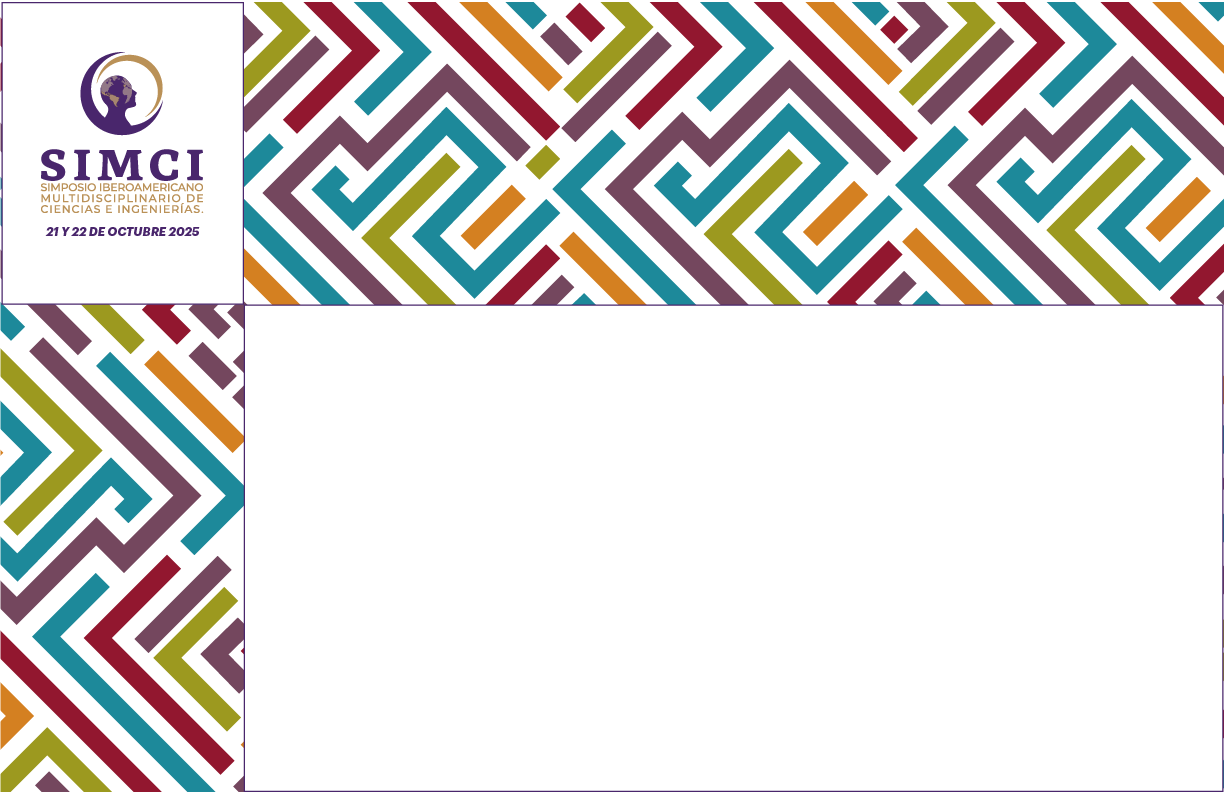 SIMCI
SIMPOSIO IBEROAMERICANO
MULTIDISCIPLINARIO DE
CIENCIAS E INGENIERÍAS.
21 Y 22 DE OCTUBRE 2025